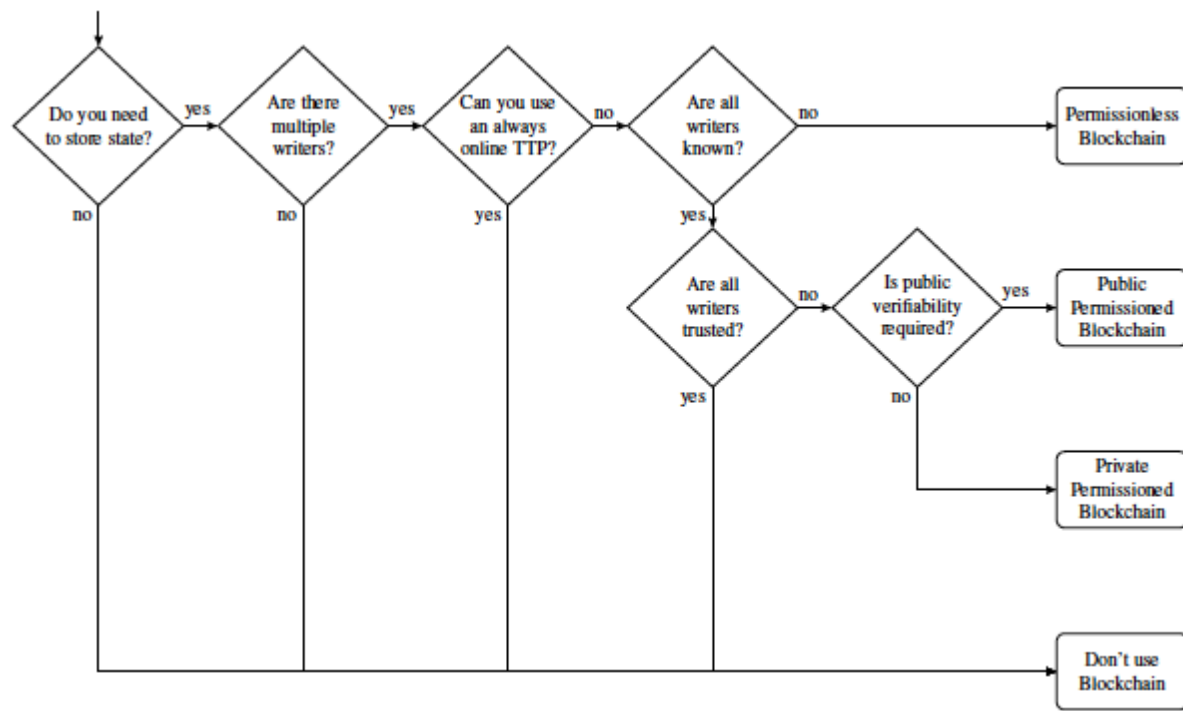 Do you need
to store state?
yes
no
Are there
multiple
writers?
yes
no
Can you use
an always
online TTP?
no
yes
Are all
writers
known?
no
yes
Permissionless
Blockchain
Are all
writers
trusted?
no
yes
Is public
verifiability
required?
yes
no
Public
Permissioned
Blockchain
Private
Permissioned
Blockchain
Don't use
Blockchain